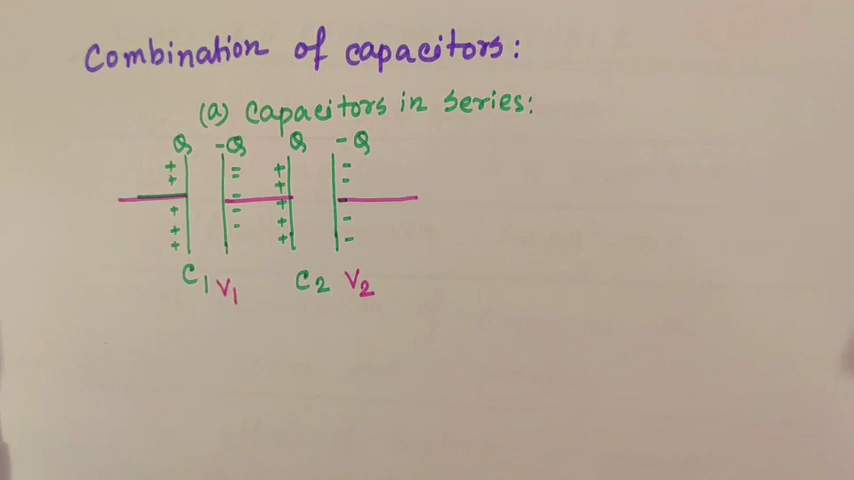 Combination of capacitors:
(a) Capacitors in series:
Q -Q Q -Q
C1 V1 C2 V2